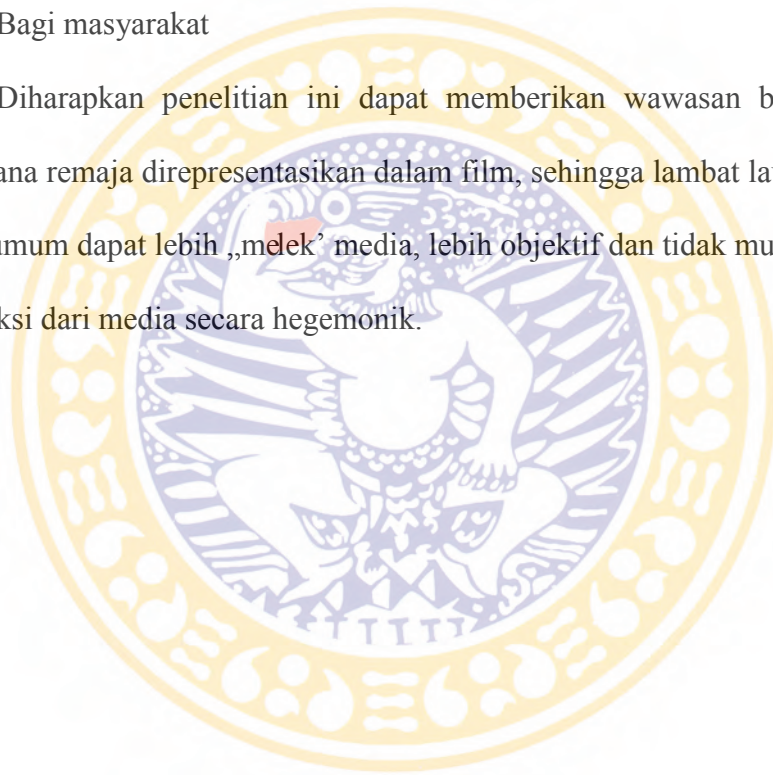 Bagi masyarakat
Diharapkan penelitian ini dapat memberikan wawasan b
ana remaja direpresentasikan dalam film, sehingga lambat la
umum dapat lebih „melek’ media, lebih objektif dan tidak mu
ksi dari media secara hegemonik.